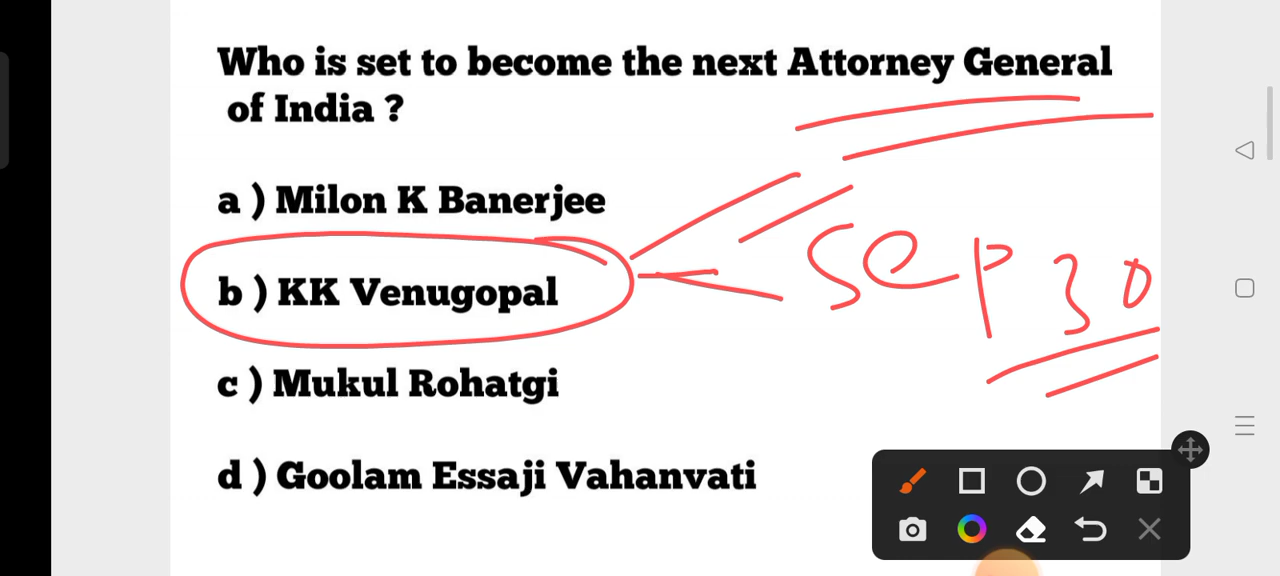 Who is set to become the next Attorney General
of India ?
a ) Milon K Banerjee
b ) KK Venugopal
sep 30
c ) Mukul Rohatgi
d ) Goolam Essaji Vahanvati